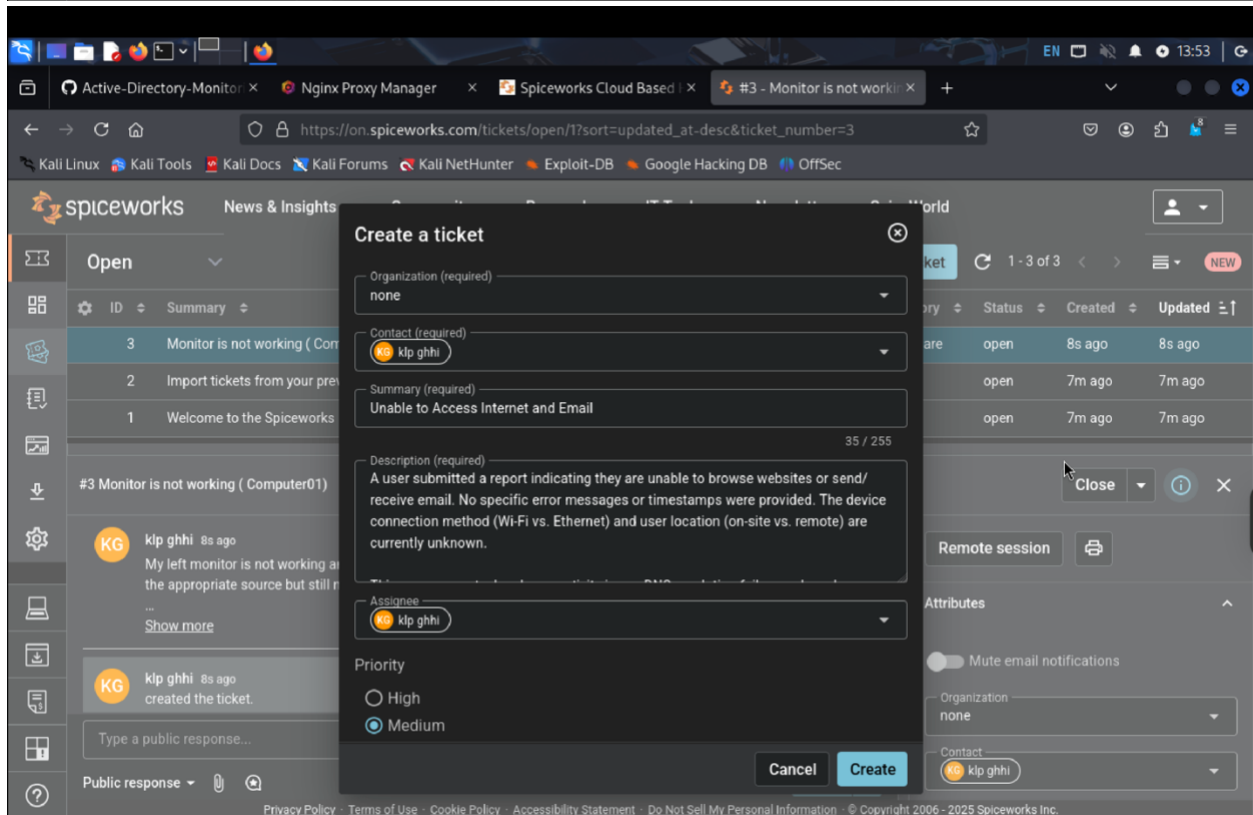 EN 13:53
Active-Directory-Monitor Nginx Proxy Manager Spiceworks Cloud Based #3 - Monitor is not workin
https://on.spiceworks.com/tickets/open/1?sort=updated_at-desc&ticket_number=3
8
Kali Linux Kali Tools Kali Docs Kali Forums Kali NetHunter Exploit-DB Google Hacking DB OffSec
spiceworks News & Insights World
Create a ticket
Open ket 1 - 3 of 3 NEW
Organization (required)
none
ID Summary ory Status Created Updated
Contact (required)
KG klp ghhi
3 Monitor is not working ( Com are open 8s ago 8s ago
2 Import tickets from your prev open 7m ago 7m ago
Summary (required)
Unable to Access Internet and Email
1 Welcome to the Spiceworks open 7m ago 7m ago
35 / 255
Description (required)
A user submitted a report indicating they are unable to browse websites or send/
receive email. No specific error messages or timestamps were provided. The device
connection method (Wi-Fi vs. Ethernet) and user location (on-site vs. remote) are
currently unknown.
#3 Monitor is not working ( Computer01) Close
KG klp ghhi 8s ago
My left monitor is not working a
the appropriate source but still n
...
Show more
Remote session
Assignee
KG klp ghhi
Attributes
Priority
High
Medium
Mute email notifications
KG klp ghhi 8s ago
created the ticket.
Organization
none
Type a public response...
Cancel Create
Contact
KG klp ghhi
Public response
Privacy Policy · Terms of Use · Cookie Policy · Accessibility Statement · Do Not Sell My Personal Information · © Copyright 2006 - 2025 Spiceworks Inc.